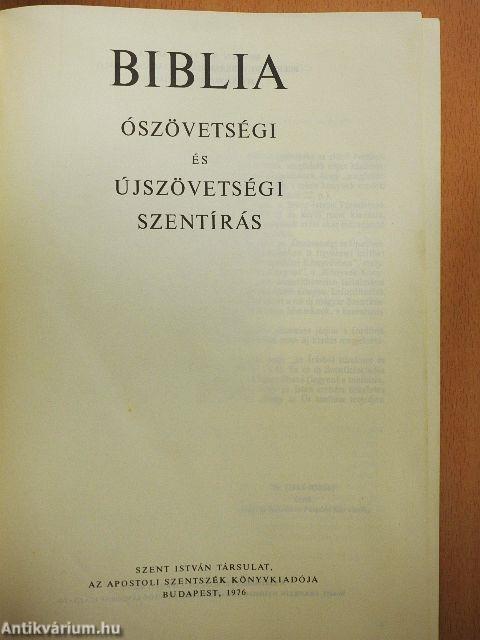 BIBLIA
ÓSZÖVETSÉGI
ÉS
ÚJSZÖVETSÉGI
SZENTÍRÁS
SZENT ISTVÁN TÁRSULAT,
AZ APOSTOLI SZENTSZÉK KÖNYVKIADÓJA
BUDAPEST, 1976
Antikvárium.hu